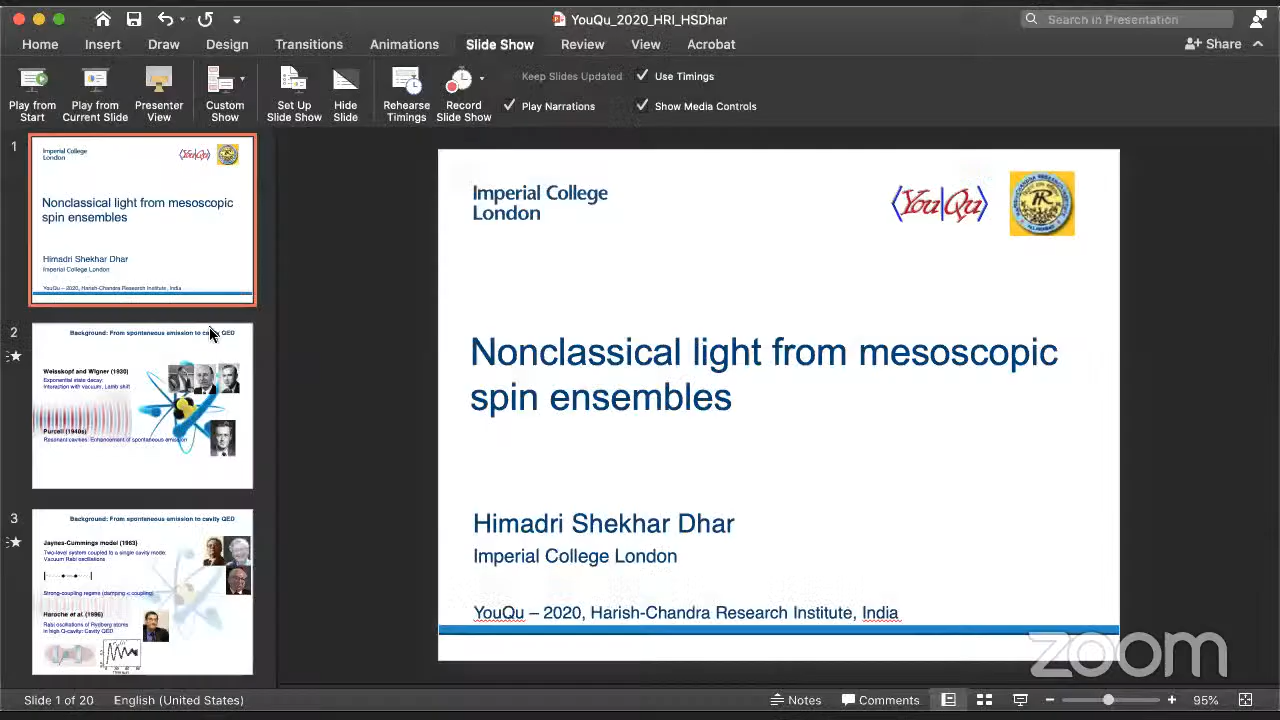 YouQu_2020_HRI_HSDhar
Search in Presentation
Home Insert Draw Design Transitions Animations Slide Show Review View Acrobat Share
Play from Start
Play from Current Slide
Presenter View
Custom Show
Set Up Slide Show
Hide Slide
Rehearse Timings
Record Slide Show
Keep Slides Updated
Use Timings
Play Narrations
Show Media Controls
1
Imperial College
London
⟨You|Qu⟩
Nonclassical light from mesoscopic
spin ensembles
Himadri Shekhar Dhar
Imperial College London
YouQu – 2020, Harish-Chandra Research Institute, India
2
Background: From spontaneous emission to cavity QED
Weisskopf and Wigner (1930)
Exponential state decay:
Interaction with vacuum, Lamb shift
Purcell (1940s)
Resonant cavities: Enhancement of spontaneous emission
3
Background: From spontaneous emission to cavity QED
Jaynes-Cummings model (1963)
Two-level system coupled to a single cavity mode:
Vacuum Rabi oscillations
Strong-coupling regime (damping < coupling)
Haroche et al. (1996)
Rabi oscillations of Rydberg atoms
in high Q-cavity: Cavity QED
Imperial College
London
⟨You|Qu⟩
Nonclassical light from mesoscopic
spin ensembles
Himadri Shekhar Dhar
Imperial College London
YouQu – 2020, Harish-Chandra Research Institute, India
zoom
Slide 1 of 20 English (United States) Notes Comments 95%